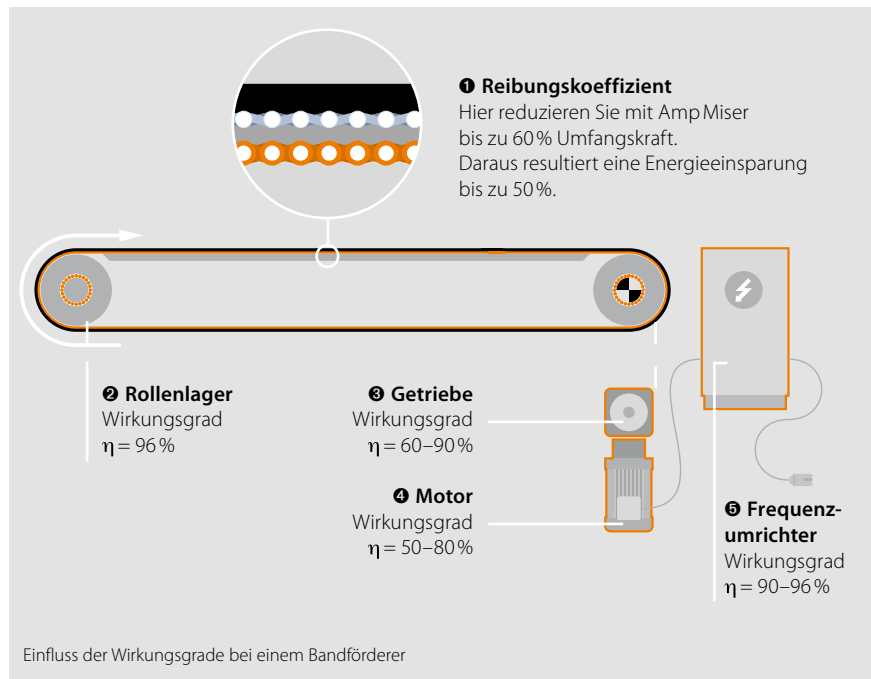 ❶ Reibungskoeffizient
Hier reduzieren Sie mit AmpMiser
bis zu 60% Umfangskraft.
Daraus resultiert eine Energieeinsparung
bis zu 50%.
❷ Rollenlager
Wirkungsgrad
η = 96%
❸ Getriebe
Wirkungsgrad
η = 60–90%
❹ Motor
Wirkungsgrad
η = 50–80%
❺ Frequenz-
umrichter
Wirkungsgrad
η = 90–96%
Einfluss der Wirkungsgrade bei einem Bandförderer